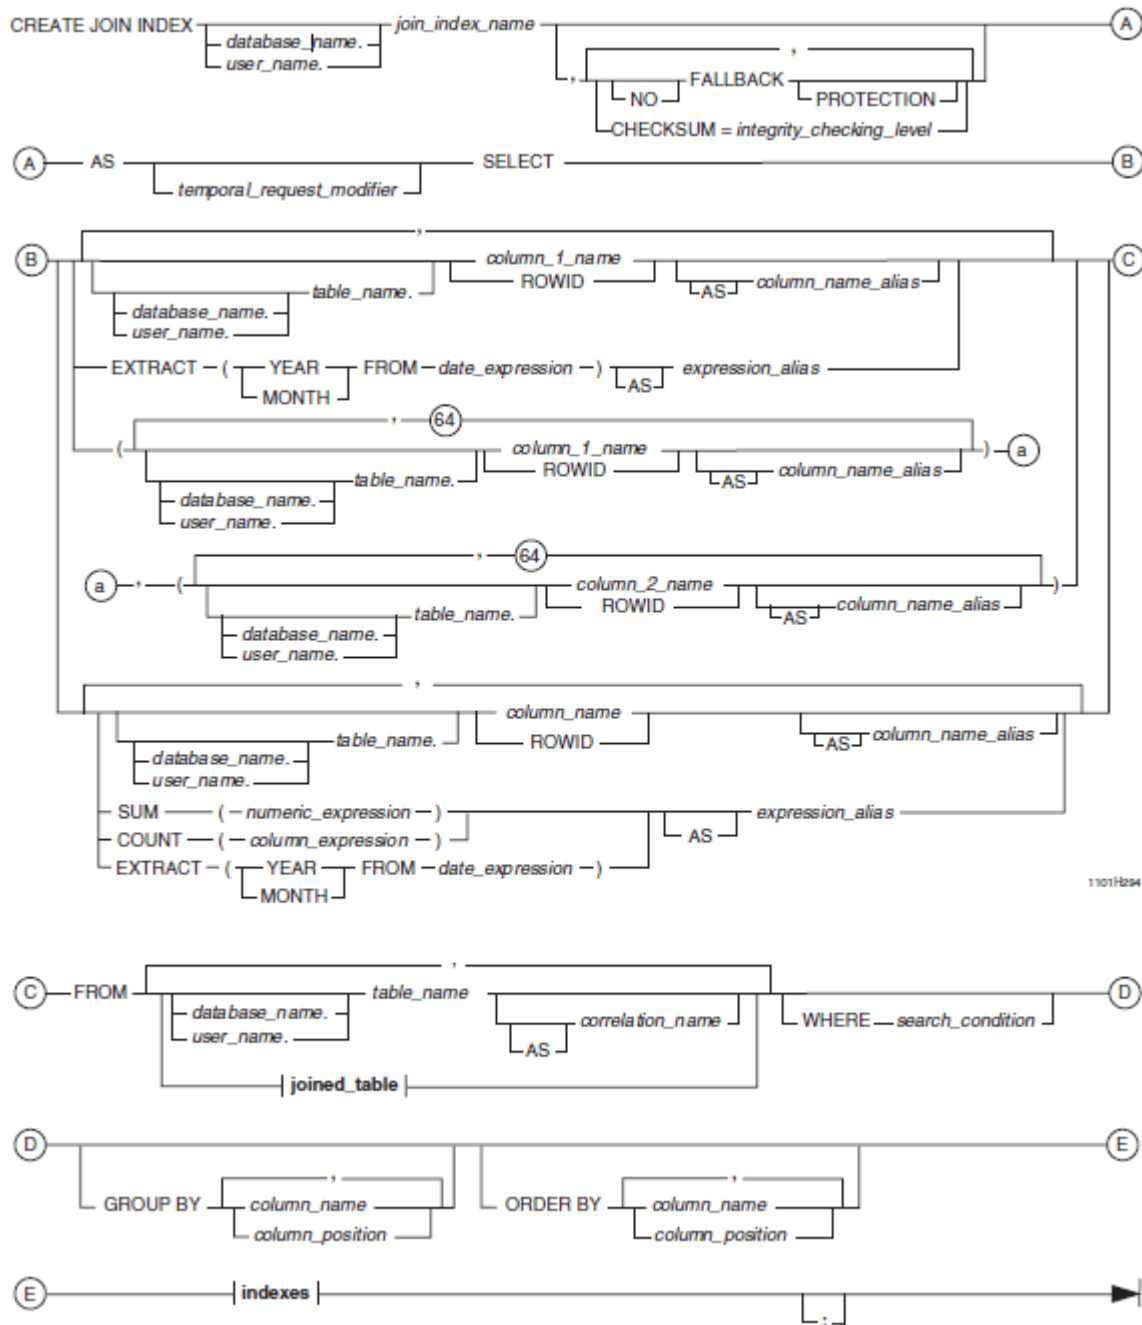 CREATE JOIN INDEX join_index_name A
database_name.
user_name.
,
, NO FALLBACK PROTECTION
CHECKSUM = integrity_checking_level
A AS SELECT B
temporal_request_modifier
,
B column_1_name C
table_name. ROWID AS column_name_alias
database_name.
user_name.
EXTRACT ( YEAR FROM date_expression ) AS expression_alias
MONTH
, 64
( column_1_name ) a
table_name. ROWID AS column_name_alias
database_name.
user_name.
, 64
a , ( column_2_name )
table_name. ROWID AS column_name_alias
database_name.
user_name.
,
column_name
table_name. ROWID AS column_name_alias
database_name.
user_name.
SUM ( numeric_expression ) AS expression_alias
COUNT ( column_expression )
EXTRACT ( YEAR FROM date_expression )
MONTH
1101H294
,
C FROM table_name D
database_name. AS correlation_name WHERE search_condition
user_name.
joined_table
D E
, ,
GROUP BY column_name ORDER BY column_name
column_position column_position
E indexes
;